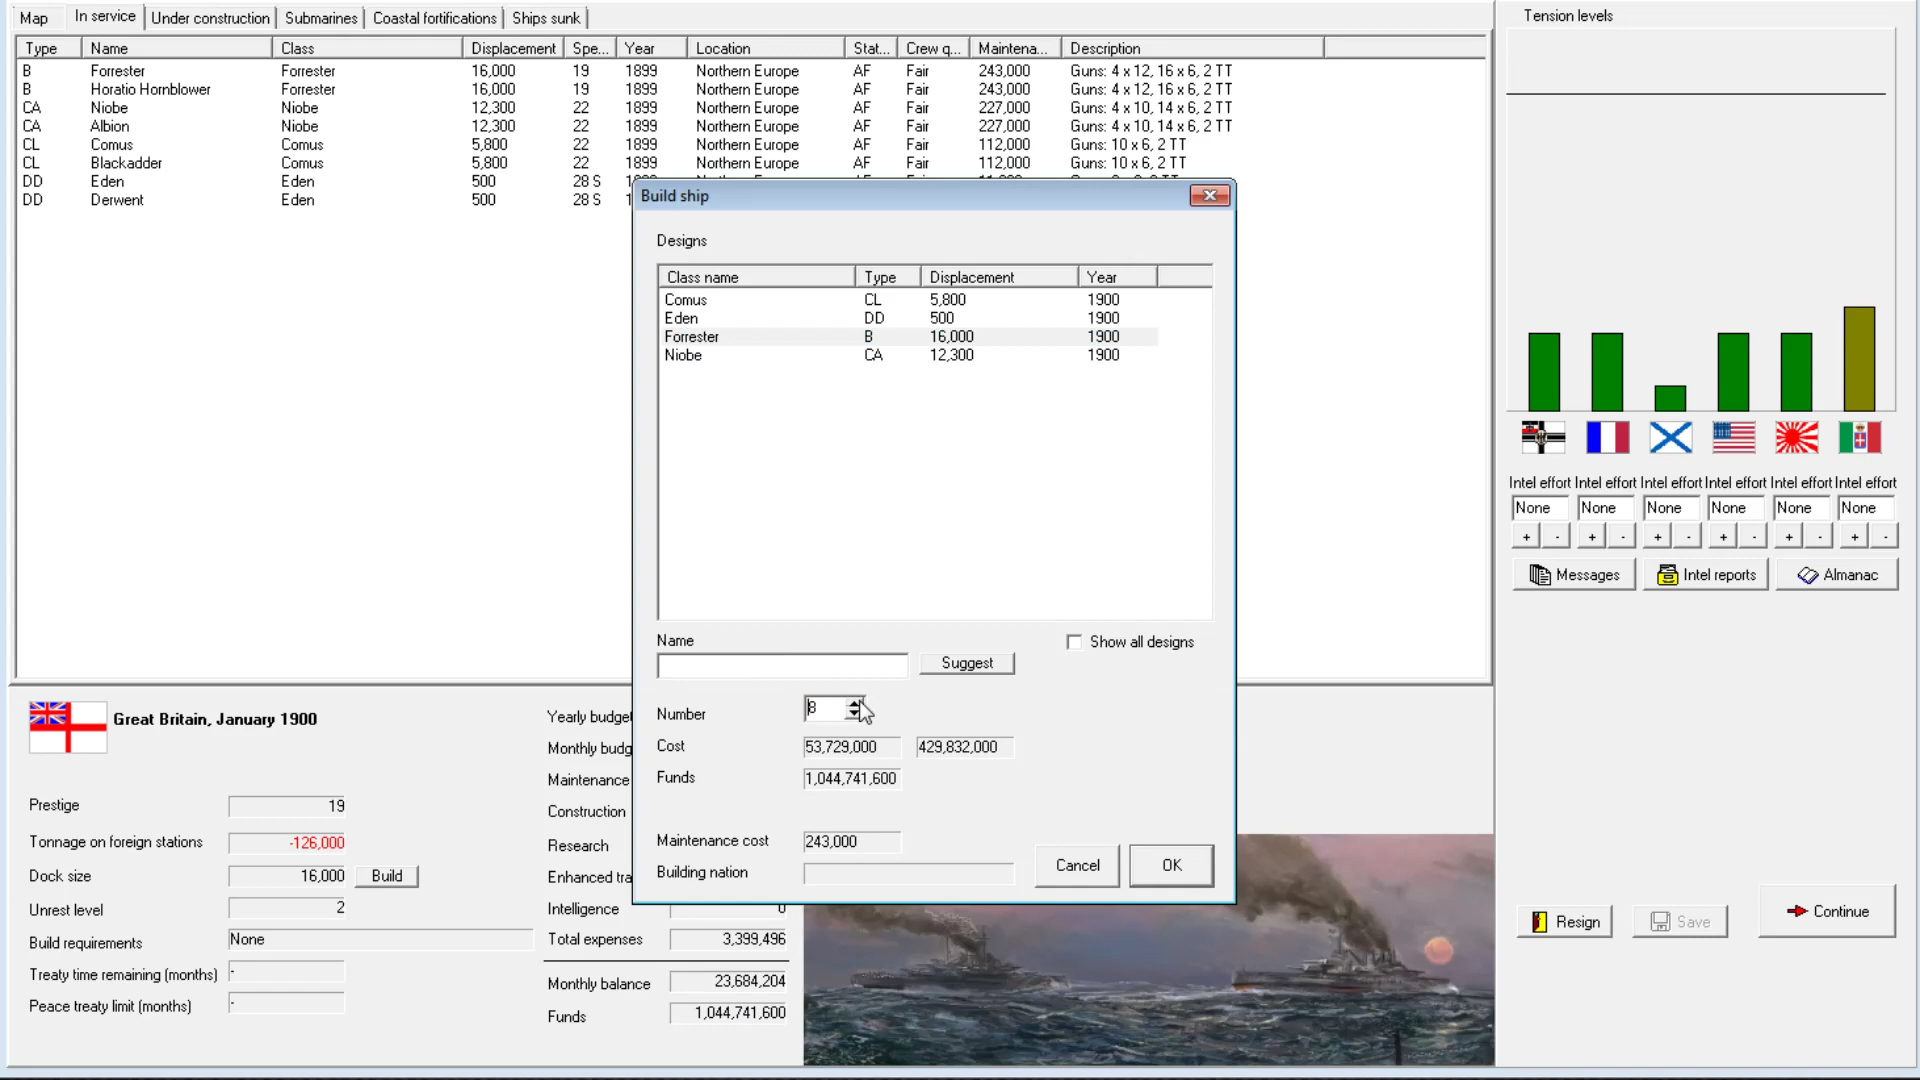 Map In service Under construction Submarines Coastal fortifications Ships sunk
Type Name Class Displacement Spe... Year Location Stat... Crew q... Maintena... Description
B Forrester Forrester 16,000 19 1899 Northern Europe AF Fair 243,000 Guns: 4 x 12, 16 x 6, 2 TT
B Horatio Hornblower Forrester 16,000 19 1899 Northern Europe AF Fair 243,000 Guns: 4 x 12, 16 x 6, 2 TT
CA Niobe Niobe 12,300 22 1899 Northern Europe AF Fair 227,000 Guns: 4 x 10, 14 x 6, 2 TT
CA Albion Niobe 12,300 22 1899 Northern Europe AF Fair 227,000 Guns: 4 x 10, 14 x 6, 2 TT
CL Comus Comus 5,800 22 1899 Northern Europe AF Fair 112,000 Guns: 10 x 6, 2 TT
CL Blackadder Comus 5,800 22 1899 Northern Europe AF Fair 112,000 Guns: 10 x 6, 2 TT
DD Eden Eden 500 28 S
DD Derwent Eden 500 28 S
Build ship
Designs
Class name Type Displacement Year
Comus CL 5,800 1900
Eden DD 500 1900
Forrester B 16,000 1900
Niobe CA 12,300 1900
Name
Suggest
Show all designs
Number 8
Cost 53,729,000 429,832,000
Funds 1,044,741,600
Maintenance cost 243,000
Building nation
Cancel OK
Great Britain, January 1900
Prestige 19
Tonnage on foreign stations -126,000
Dock size 16,000 Build
Unrest level 2
Build requirements None
Treaty time remaining (months) -
Peace treaty limit (months) -
Yearly budge
Monthly budg
Maintenance
Construction
Research
Enhanced tra
Intelligence 0
Total expenses 3,399,496
Monthly balance 23,684,204
Funds 1,044,741,600
Tension levels
Intel effort Intel effort Intel effort Intel effort Intel effort Intel effort
None None None None None None
+ - + - + - + - + - + -
Messages Intel reports Almanac
Resign Save Continue